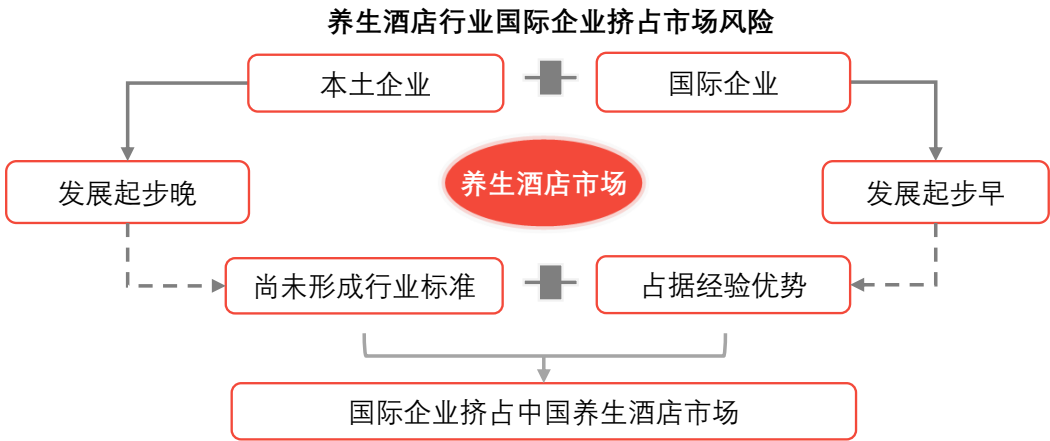 养生酒店行业国际企业挤占市场风险
本土企业
国际企业
发展起步晚
养生酒店市场
发展起步早
尚未形成行业标准
占据经验优势
国际企业挤占中国养生酒店市场